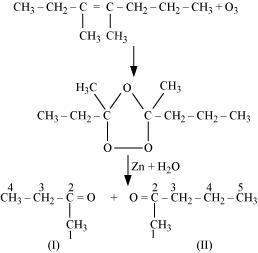 CH₃–CH₂–C = C–CH₂–CH₂–CH₃ + O₃
CH₃ CH₃
H₃C O CH₃
CH₃–CH₂–C C–CH₂–CH₂–CH₃
O O
Zn + H₂O
4 3 2 2 3 4 5
CH₃–CH₂–C=O + O=C–CH₂–CH₂–CH₃
CH₃ CH₃
1 1
(I) (II)